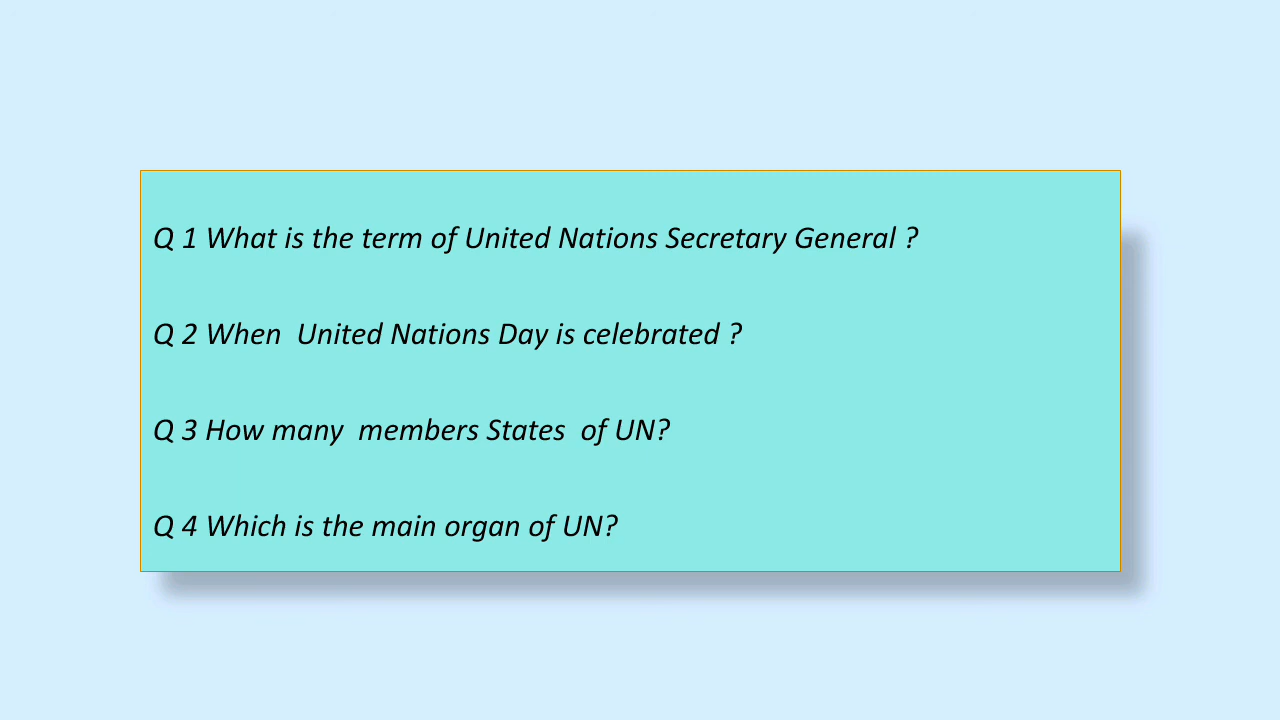 Q 1 What is the term of United Nations Secretary General ?
Q 2 When  United Nations Day is celebrated ?
Q 3 How many  members States  of UN?
Q 4 Which is the main organ of UN?